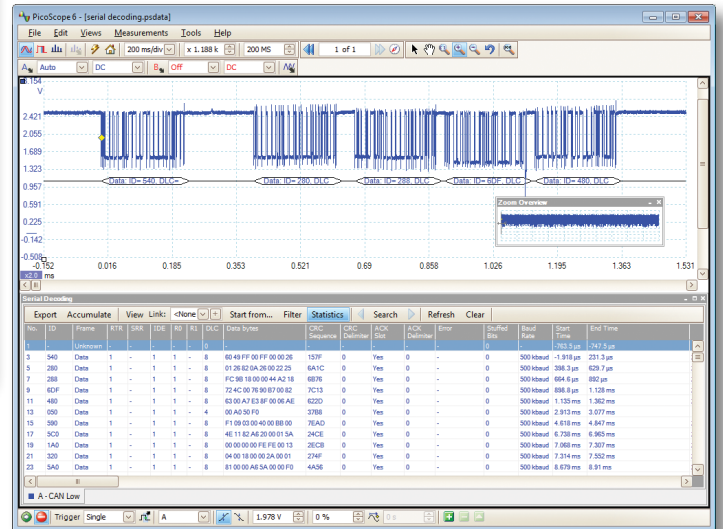 PicoScope 6 - [serial decoding.psdata]
File Edit Views Measurements Tools Help
200 ms/div x 1.188 k 200 MS 1 of 1
A Auto DC B Off DC
3.154
V
2.421
2.055
1.689
1.323
0.957
0.591
0.225
-0.142
-0.508
Data: ID= 540, DLC= Data: ID= 280, DLC Data: ID= 288, DLC Data: ID= 6DF, DLC Data: ID= 480, DLC
Zoom Overview
-0.152 0.016 0.185 0.353 0.521 0.69 0.858 1.026 1.195 1.363 1.531
x2.0 ms
Serial Decoding
Export Accumulate View Link: <None Start from... Filter Statistics Search Refresh Clear
No. ID Frame RTR SRR IDE R0 R1 DLC Data bytes CRC Sequence CRC Delimiter ACK Slot ACK Delimiter Error Stuffed Bits Baud Rate Start Time End Time
1 - Unknown - - - - - 0 - - - - - - 0 - -763.5 µs -747.5 µs
3 540 Data 1 - 1 1 - 8 60 49 FF 00 FF 00 00 26 157F 0 Yes 0 0 500 kbaud -1.918 µs 231.3 µs
5 280 Data 1 - 1 1 - 8 01 26 82 0A 26 00 22 25 6A1C 0 Yes 0 0 500 kbaud 398.3 µs 629.7 µs
7 288 Data 1 - 1 1 - 8 FC 9B 18 00 00 44 A2 18 6B76 0 Yes 0 0 500 kbaud 664.6 µs 892 µs
9 6DF Data 1 - 1 1 - 8 72 4C 00 76 90 B7 00 82 7C13 0 Yes 0 0 500 kbaud 898.8 µs 1.128 ms
11 480 Data 1 - 1 1 - 8 63 00 A7 E3 8F 00 06 AE 622D 0 Yes 0 0 500 kbaud 1.135 ms 1.362 ms
13 050 Data 1 - 1 1 - 4 00 A0 50 F0 37B8 0 Yes 0 0 500 kbaud 2.913 ms 3.077 ms
15 590 Data 1 - 1 1 - 8 F1 09 03 00 40 00 BB 00 7EAD 0 Yes 0 0 500 kbaud 4.618 ms 4.846 ms
17 5C0 Data 1 - 1 1 - 8 4E 11 82 A6 20 00 01 5A 24CE 0 Yes 0 0 500 kbaud 6.738 ms 6.965 ms
19 1A0 Data 1 - 1 1 - 8 00 00 00 00 FE FE 00 13 2ECB 0 Yes 0 0 500 kbaud 7.068 ms 7.307 ms
21 320 Data 1 - 1 1 - 8 04 00 18 00 00 2A 00 01 274F 0 Yes 0 0 500 kbaud 7.314 ms 7.552 ms
23 5A0 Data 1 - 1 1 - 8 81 00 00 A6 5A 00 00 F0 4A56 0 Yes 0 0 500 kbaud 8.679 ms 8.91 ms
A - CAN Low
Trigger Single A 1.978 V 0 % 0 s